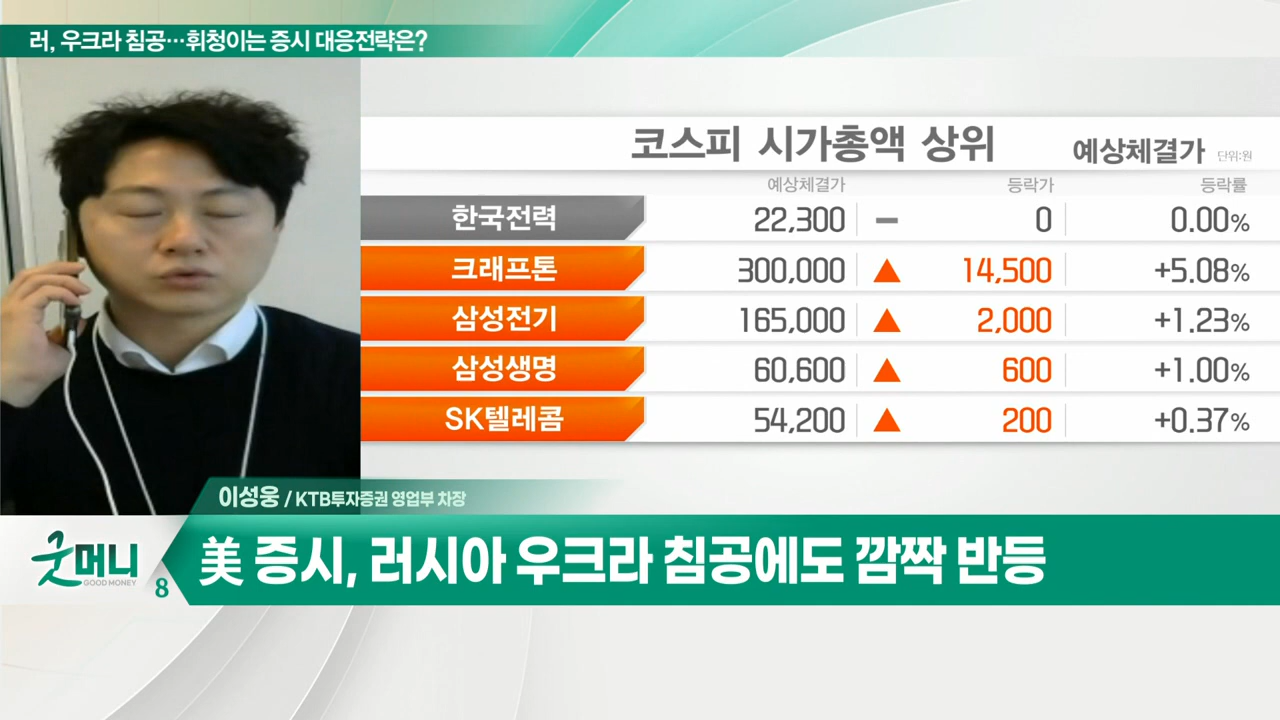 러, 우크라 침공…휘청이는 증시 대응전략은?
코스피 시가총액 상위 예상체결가 단위:원
예상체결가 등락가 등락률
한국전력 22,300 - 0 0.00%
크래프톤 300,000 ▲ 14,500 +5.08%
삼성전기 165,000 ▲ 2,000 +1.23%
삼성생명 60,600 ▲ 600 +1.00%
SK텔레콤 54,200 ▲ 200 +0.37%
이성웅 / KTB투자증권 영업부 차장
굿머니
GOOD MONEY
8
美 증시, 러시아 우크라 침공에도 깜짝 반등